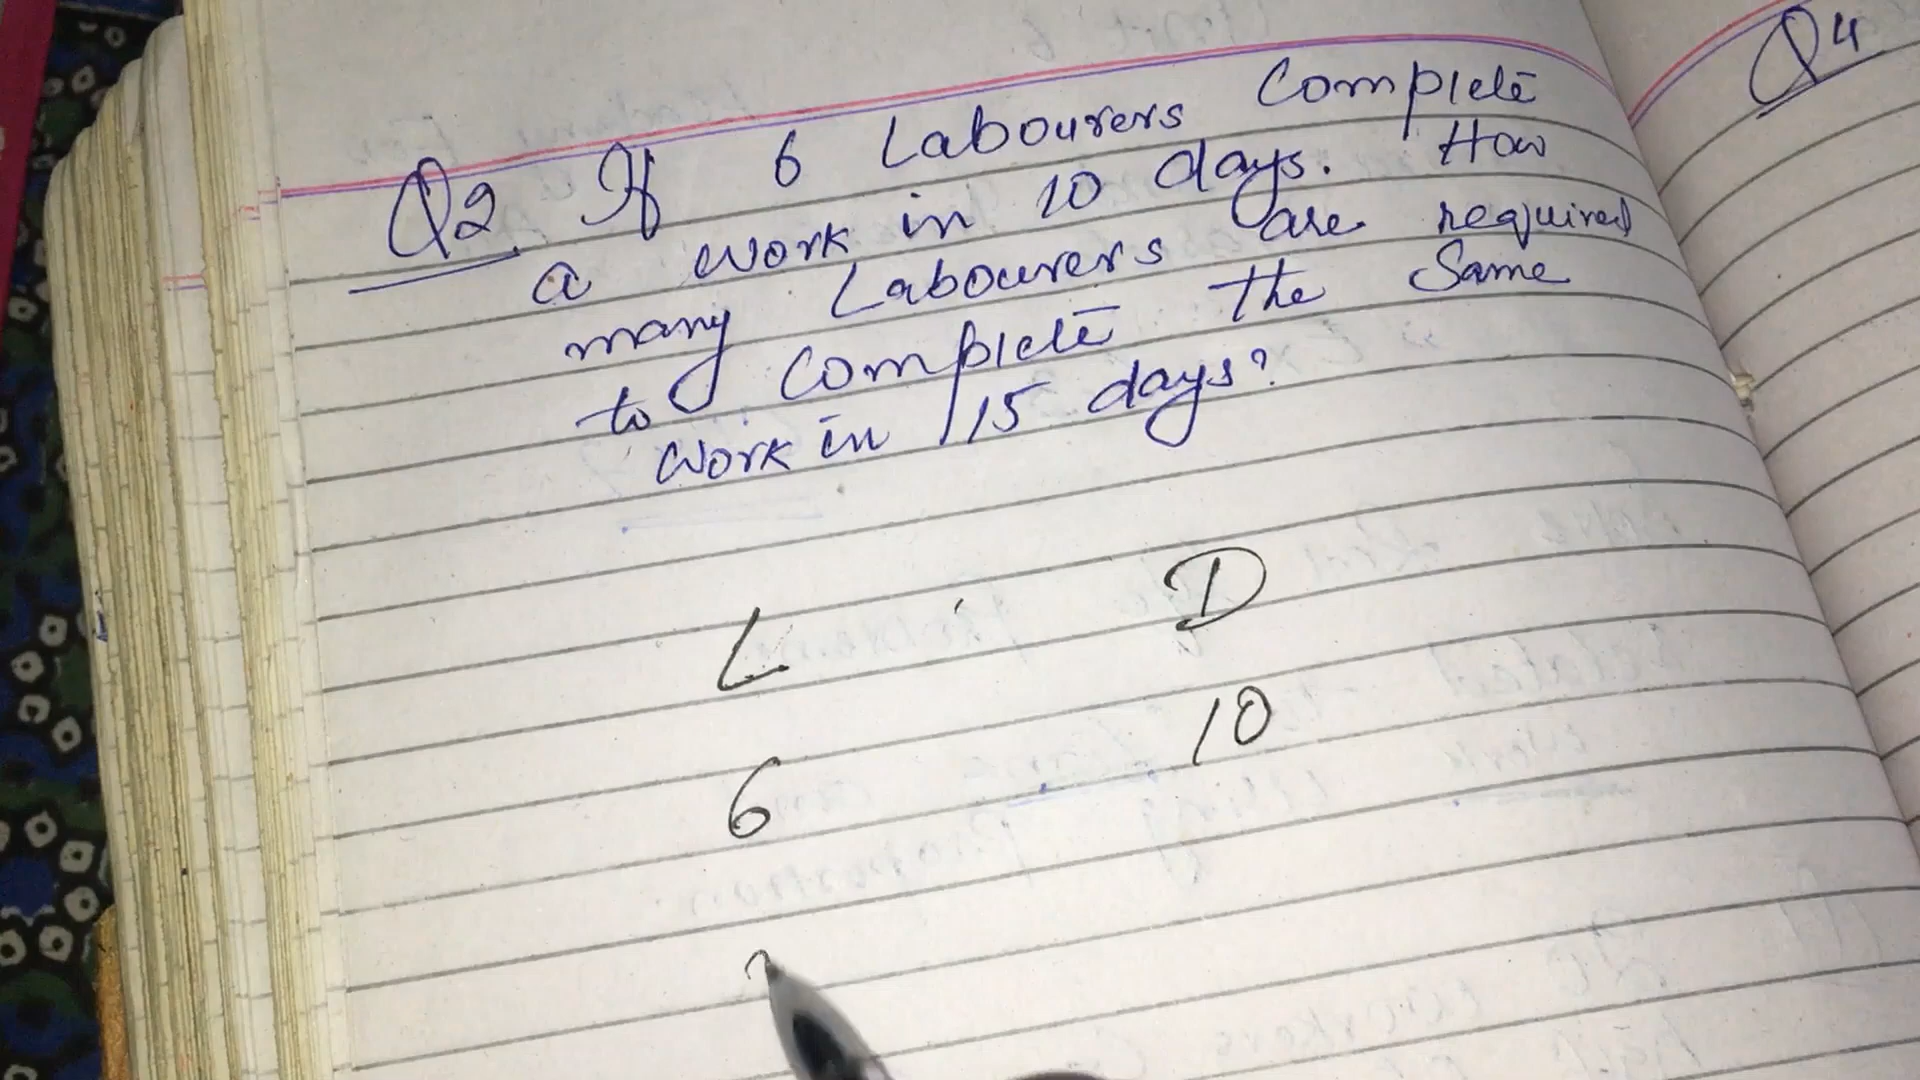 Q2. If 6 Labourers Complete
a work in 10 days. How
many Labourers are required
to Complete the Same
Work in 15 days?
L D
6 10
Q4